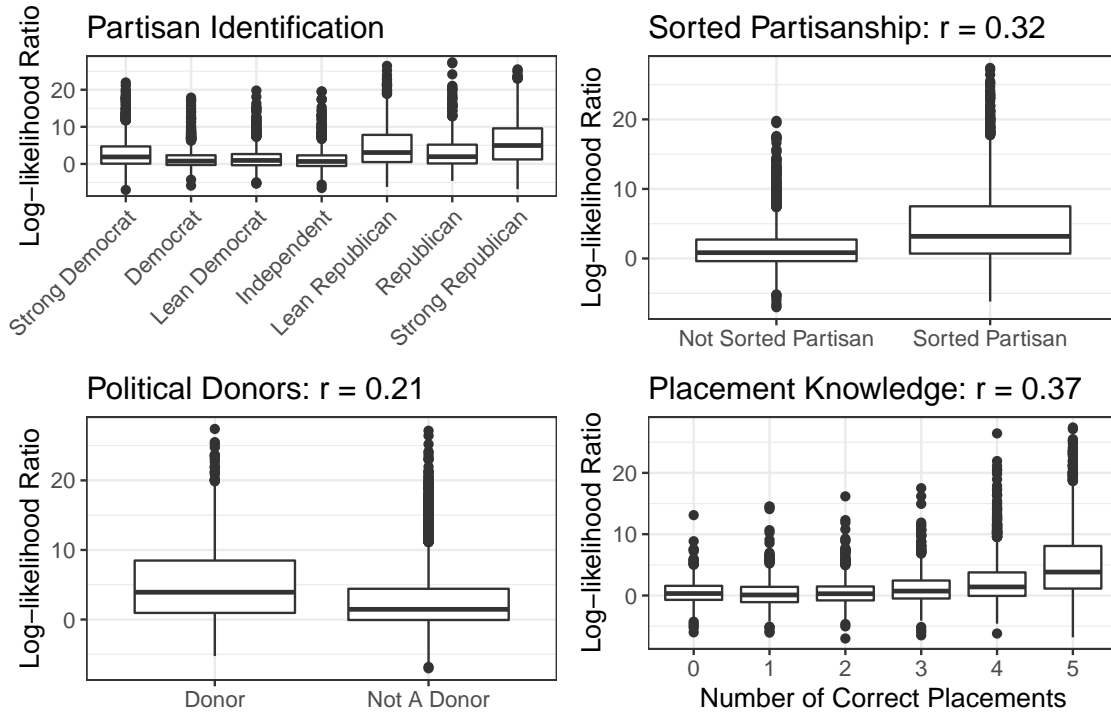 Partisan Identification
Log−likelihood Ratio
20
10
0
Strong Democrat
Democrat
Lean Democrat
Independent
Lean Republican
Republican
Strong Republican
Sorted Partisanship: r = 0.32
Log−likelihood Ratio
20
10
0
Not Sorted Partisan
Sorted Partisan
Political Donors: r = 0.21
Log−likelihood Ratio
20
10
0
Donor
Not A Donor
Placement Knowledge: r = 0.37
Log−likelihood Ratio
20
10
0
0 1 2 3 4 5
Number of Correct Placements